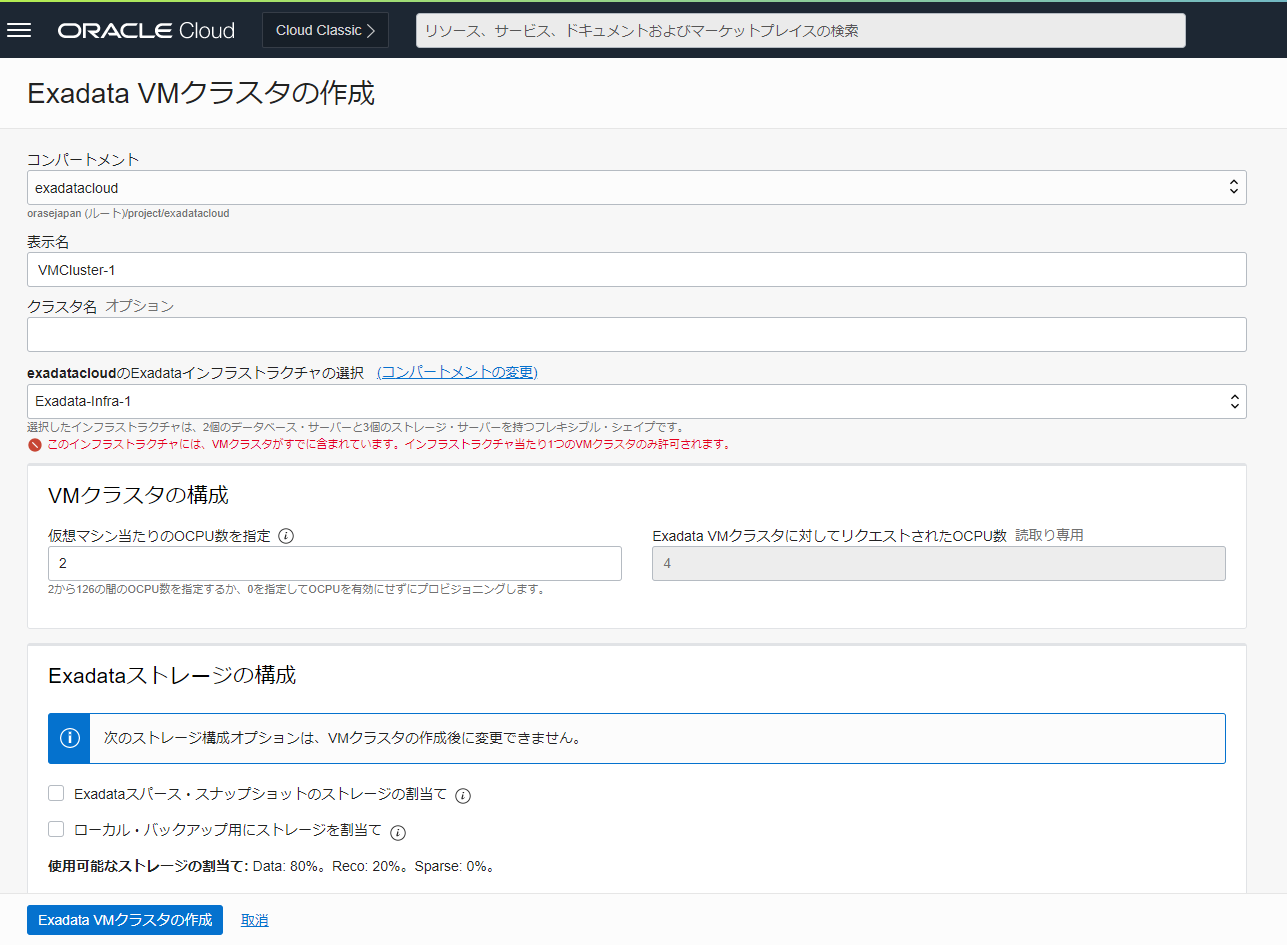 ORACLE Cloud
Cloud Classic
リソース、サービス、ドキュメントおよびマーケットプレイスの検索
Exadata VMクラスタの作成
コンパートメント
exadatacloud
orasejapan (ルート)/project/exadatacloud
表示名
VMCluster-1
クラスタ名 オプション
exadatacloudのExadataインフラストラクチャの選択 (コンパートメントの変更)
Exadata-Infra-1
選択したインフラストラクチャは、2個のデータベース・サーバーと3個のストレージ・サーバーを持つフレキシブル・シェイプです。
このインフラストラクチャには、VMクラスタがすでに含まれています。インフラストラクチャ当たり1つのVMクラスタのみ許可されます。
VMクラスタの構成
仮想マシン当たりのOCPU数を指定
2
2から126の間のOCPU数を指定するか、0を指定してOCPUを有効にせずにプロビジョニングします。
Exadata VMクラスタに対してリクエストされたOCPU数 読取り専用
4
Exadataストレージの構成
次のストレージ構成オプションは、VMクラスタの作成後に変更できません。
Exadataスパース・スナップショットのストレージの割当て
ローカル・バックアップ用にストレージを割当て
使用可能なストレージの割当て: Data: 80%。Reco: 20%。Sparse: 0%。
Exadata VMクラスタの作成
取消